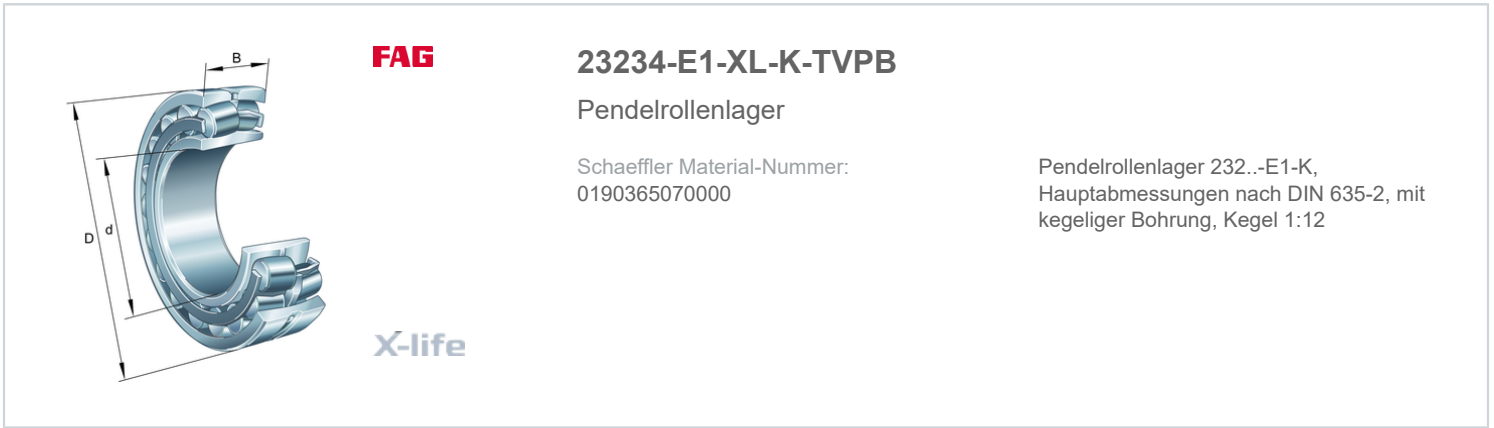 B
D
d
FAG
X-life
23234-E1-XL-K-TVPB
Pendelrollenlager
Schaeffler Material-Nummer:
0190365070000
Pendelrollenlager 232..-E1-K,
Hauptabmessungen nach DIN 635-2, mit
kegeliger Bohrung, Kegel 1:12